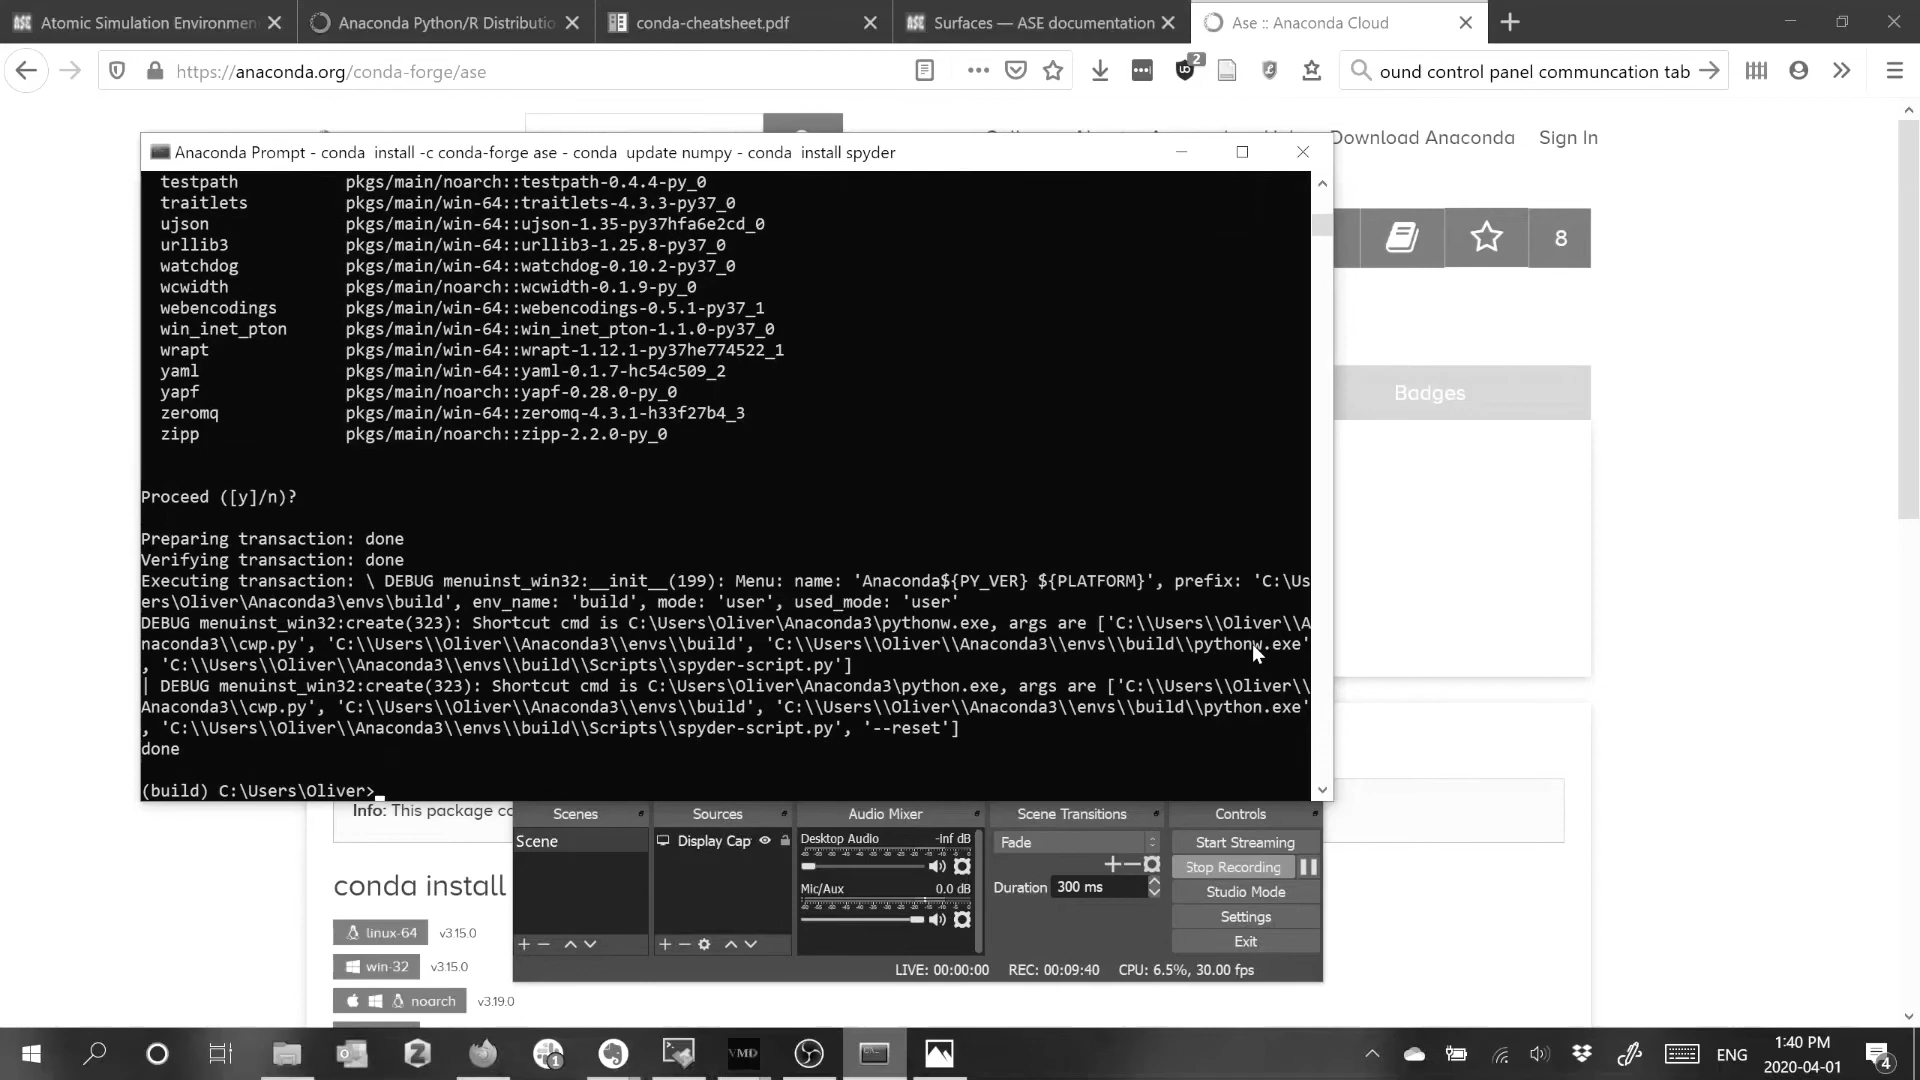 Atomic Simulation Environmen
Anaconda Python/R Distributio
conda-cheatsheet.pdf
Surfaces — ASE documentation
Ase :: Anaconda Cloud
https://anaconda.org/conda-forge/ase
2
ound control panel communcation tab
Download Anaconda
Sign In
Anaconda Prompt - conda  install -c conda-forge ase - conda  update numpy - conda  install spyder
testpath pkgs/main/noarch::testpath-0.4.4-py_0
traitlets pkgs/main/win-64::traitlets-4.3.3-py37_0
ujson pkgs/main/win-64::ujson-1.35-py37hfa6e2cd_0
urllib3 pkgs/main/win-64::urllib3-1.25.8-py37_0
watchdog pkgs/main/win-64::watchdog-0.10.2-py37_0
wcwidth pkgs/main/noarch::wcwidth-0.1.9-py_0
webencodings pkgs/main/win-64::webencodings-0.5.1-py37_1
win_inet_pton pkgs/main/win-64::win_inet_pton-1.1.0-py37_0
wrapt pkgs/main/win-64::wrapt-1.12.1-py37he774522_1
yaml pkgs/main/win-64::yaml-0.1.7-hc54c509_2
yapf pkgs/main/noarch::yapf-0.28.0-py_0
zeromq pkgs/main/win-64::zeromq-4.3.1-h33f27b4_3
zipp pkgs/main/noarch::zipp-2.2.0-py_0
8
Badges
Proceed ([y]/n)?
Preparing transaction: done
Verifying transaction: done
Executing transaction: \ DEBUG menuinst_win32:__init__(199): Menu: name: 'Anaconda${PY_VER} ${PLATFORM}', prefix: 'C:\Us
ers\Oliver\Anaconda3\envs\build', env_name: 'build', mode: 'user', used_mode: 'user'
DEBUG menuinst_win32:create(323): Shortcut cmd is C:\Users\Oliver\Anaconda3\pythonw.exe, args are ['C:\\Users\\Oliver\\A
naconda3\\cwp.py', 'C:\\Users\\Oliver\\Anaconda3\\envs\\build', 'C:\\Users\\Oliver\\Anaconda3\\envs\\build\\pythonw.exe'
, 'C:\\Users\\Oliver\\Anaconda3\\envs\\build\\Scripts\\spyder-script.py']
| DEBUG menuinst_win32:create(323): Shortcut cmd is C:\Users\Oliver\Anaconda3\python.exe, args are ['C:\\Users\\Oliver\\
Anaconda3\\cwp.py', 'C:\\Users\\Oliver\\Anaconda3\\envs\\build', 'C:\\Users\\Oliver\\Anaconda3\\envs\\build\\python.exe'
, 'C:\\Users\\Oliver\\Anaconda3\\envs\\build\\Scripts\\spyder-script.py', '--reset']
done
(build) C:\Users\Oliver>
Info: This package co
Scenes
Sources
Audio Mixer
Scene Transitions
Controls
Scene
Display Cap
Desktop Audio
-inf dB
Mic/Aux
0.0 dB
Fade
Duration
300 ms
Start Streaming
Stop Recording
Studio Mode
Settings
Exit
LIVE: 00:00:00
REC: 00:09:40
CPU: 6.5%, 30.00 fps
conda install
linux-64 v3.15.0
win-32 v3.15.0
noarch v3.19.0
1
VMD
ENG
1:40 PM
2020-04-01
4